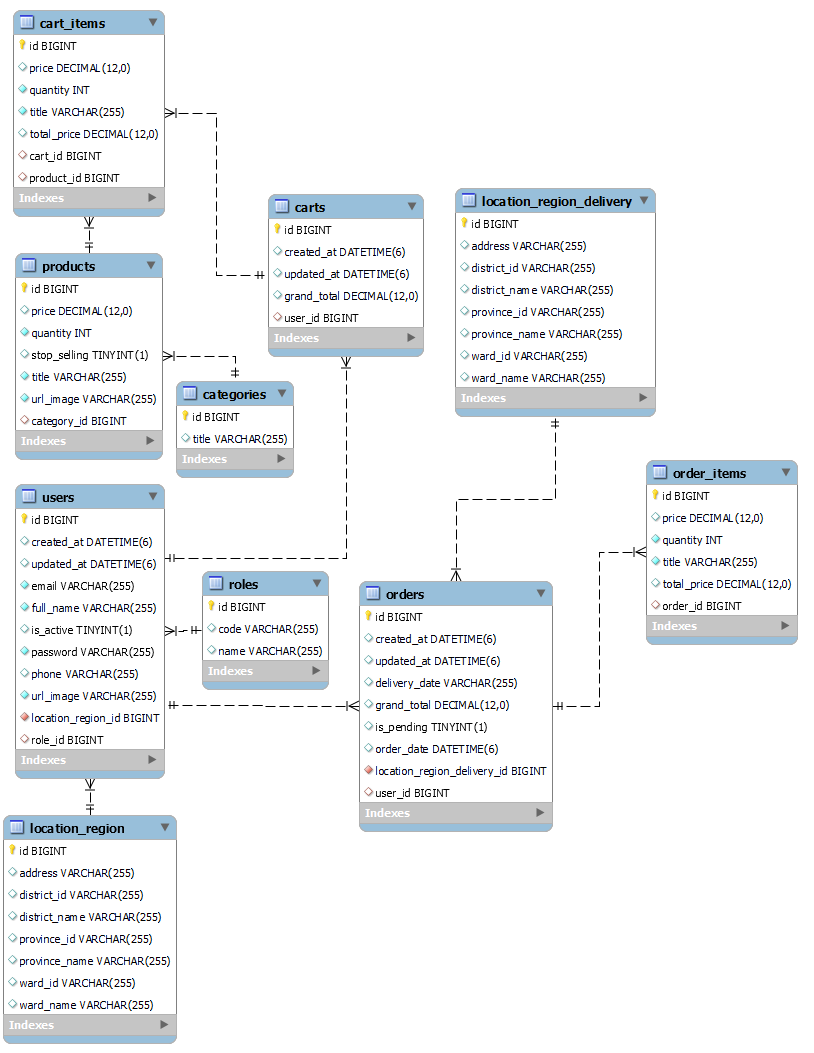 cart_items
id BIGINT
price DECIMAL(12,0)
quantity INT
title VARCHAR(255)
total_price DECIMAL(12,0)
cart_id BIGINT
product_id BIGINT
Indexes
products
id BIGINT
price DECIMAL(12,0)
quantity INT
stop_selling TINYINT(1)
title VARCHAR(255)
url_image VARCHAR(255)
category_id BIGINT
Indexes
carts
id BIGINT
created_at DATETIME(6)
updated_at DATETIME(6)
grand_total DECIMAL(12,0)
user_id BIGINT
Indexes
location_region_delivery
id BIGINT
address VARCHAR(255)
district_id VARCHAR(255)
district_name VARCHAR(255)
province_id VARCHAR(255)
province_name VARCHAR(255)
ward_id VARCHAR(255)
ward_name VARCHAR(255)
Indexes
categories
id BIGINT
title VARCHAR(255)
Indexes
users
id BIGINT
created_at DATETIME(6)
updated_at DATETIME(6)
email VARCHAR(255)
full_name VARCHAR(255)
is_active TINYINT(1)
password VARCHAR(255)
phone VARCHAR(255)
url_image VARCHAR(255)
location_region_id BIGINT
role_id BIGINT
Indexes
roles
id BIGINT
code VARCHAR(255)
name VARCHAR(255)
Indexes
orders
id BIGINT
created_at DATETIME(6)
updated_at DATETIME(6)
delivery_date VARCHAR(255)
grand_total DECIMAL(12,0)
is_pending TINYINT(1)
order_date DATETIME(6)
location_region_delivery_id BIGINT
user_id BIGINT
Indexes
order_items
id BIGINT
price DECIMAL(12,0)
quantity INT
title VARCHAR(255)
total_price DECIMAL(12,0)
order_id BIGINT
Indexes
location_region
id BIGINT
address VARCHAR(255)
district_id VARCHAR(255)
district_name VARCHAR(255)
province_id VARCHAR(255)
province_name VARCHAR(255)
ward_id VARCHAR(255)
ward_name VARCHAR(255)
Indexes